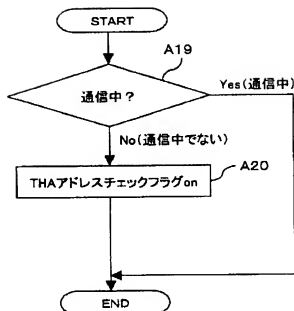 START
A19
通信中？
Yes(通信中)
No(通信中でない)
A20
THAアドレスチェックフラグon
END